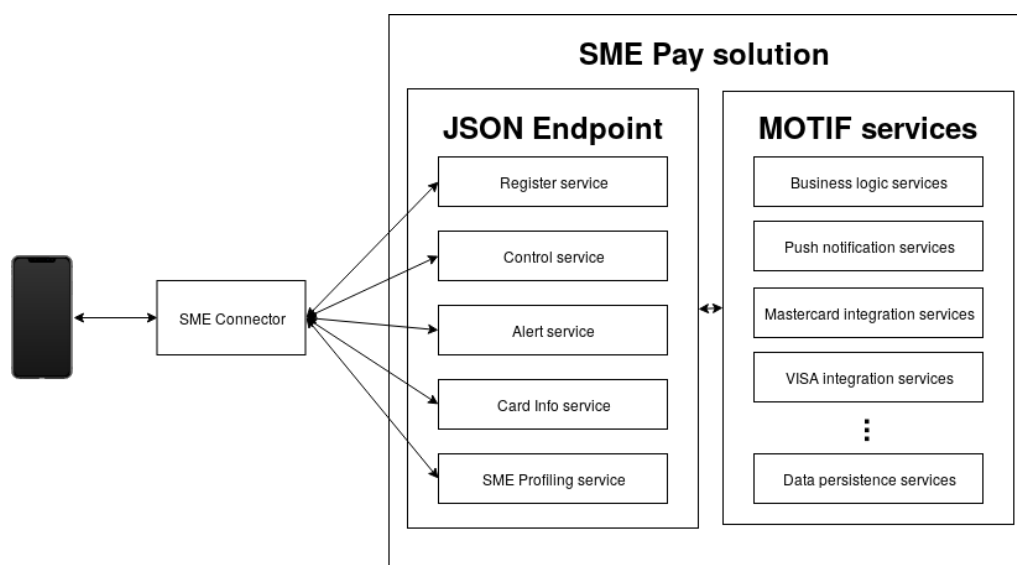 SME Pay solution
JSON Endpoint
Register service
Control service
Alert service
Card Info service
SME Profiling service
MOTIF services
Business logic services
Push notification services
Mastercard integration services
VISA integration services
Data persistence services
SME Connector